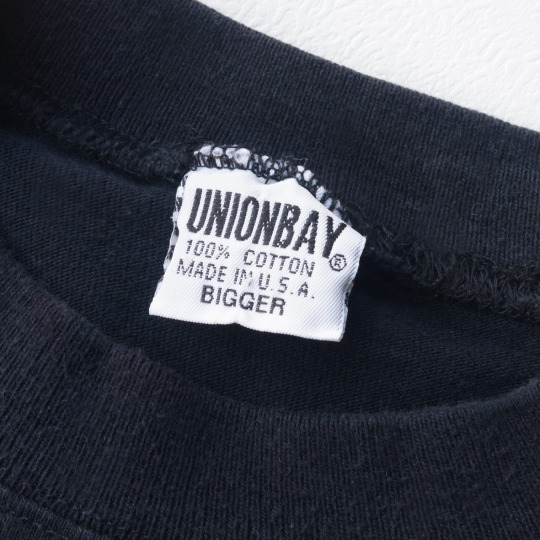 UNIONBAY®
100% COTTON
MADE IN U.S.A.
BIGGER